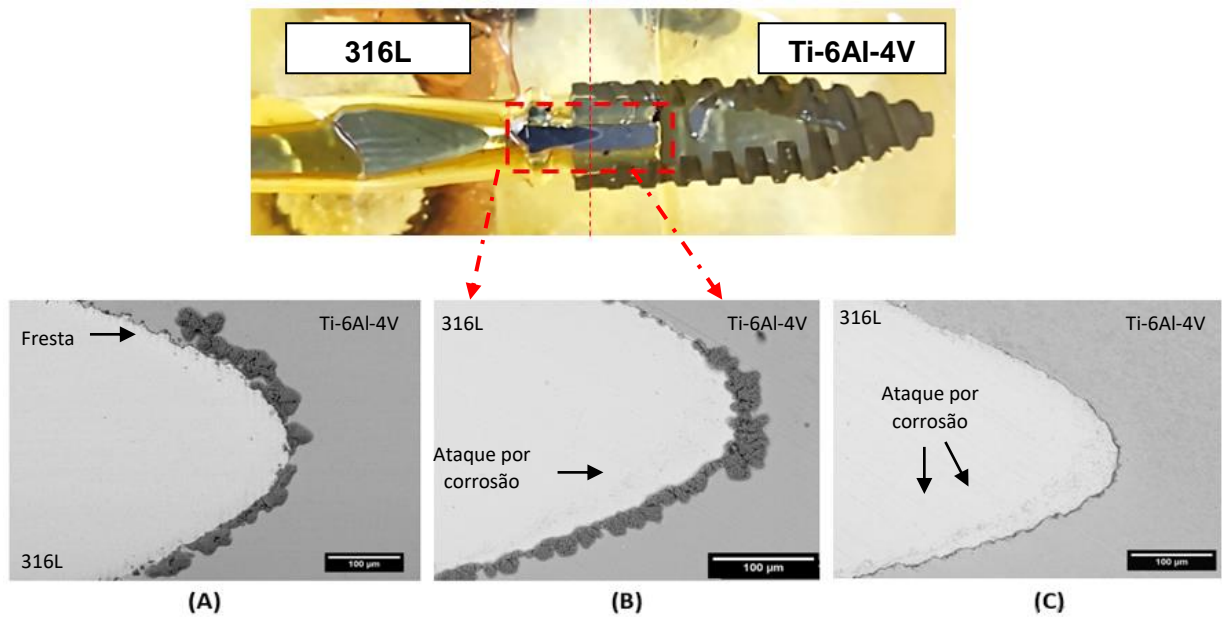 316L
Ti-6Al-4V
Fresta
Ti-6Al-4V
316L
100 µm
(A)
316L
Ti-6Al-4V
Ataque por
corrosão
100 µm
(B)
316L
Ti-6Al-4V
Ataque por
corrosão
100 µm
(C)